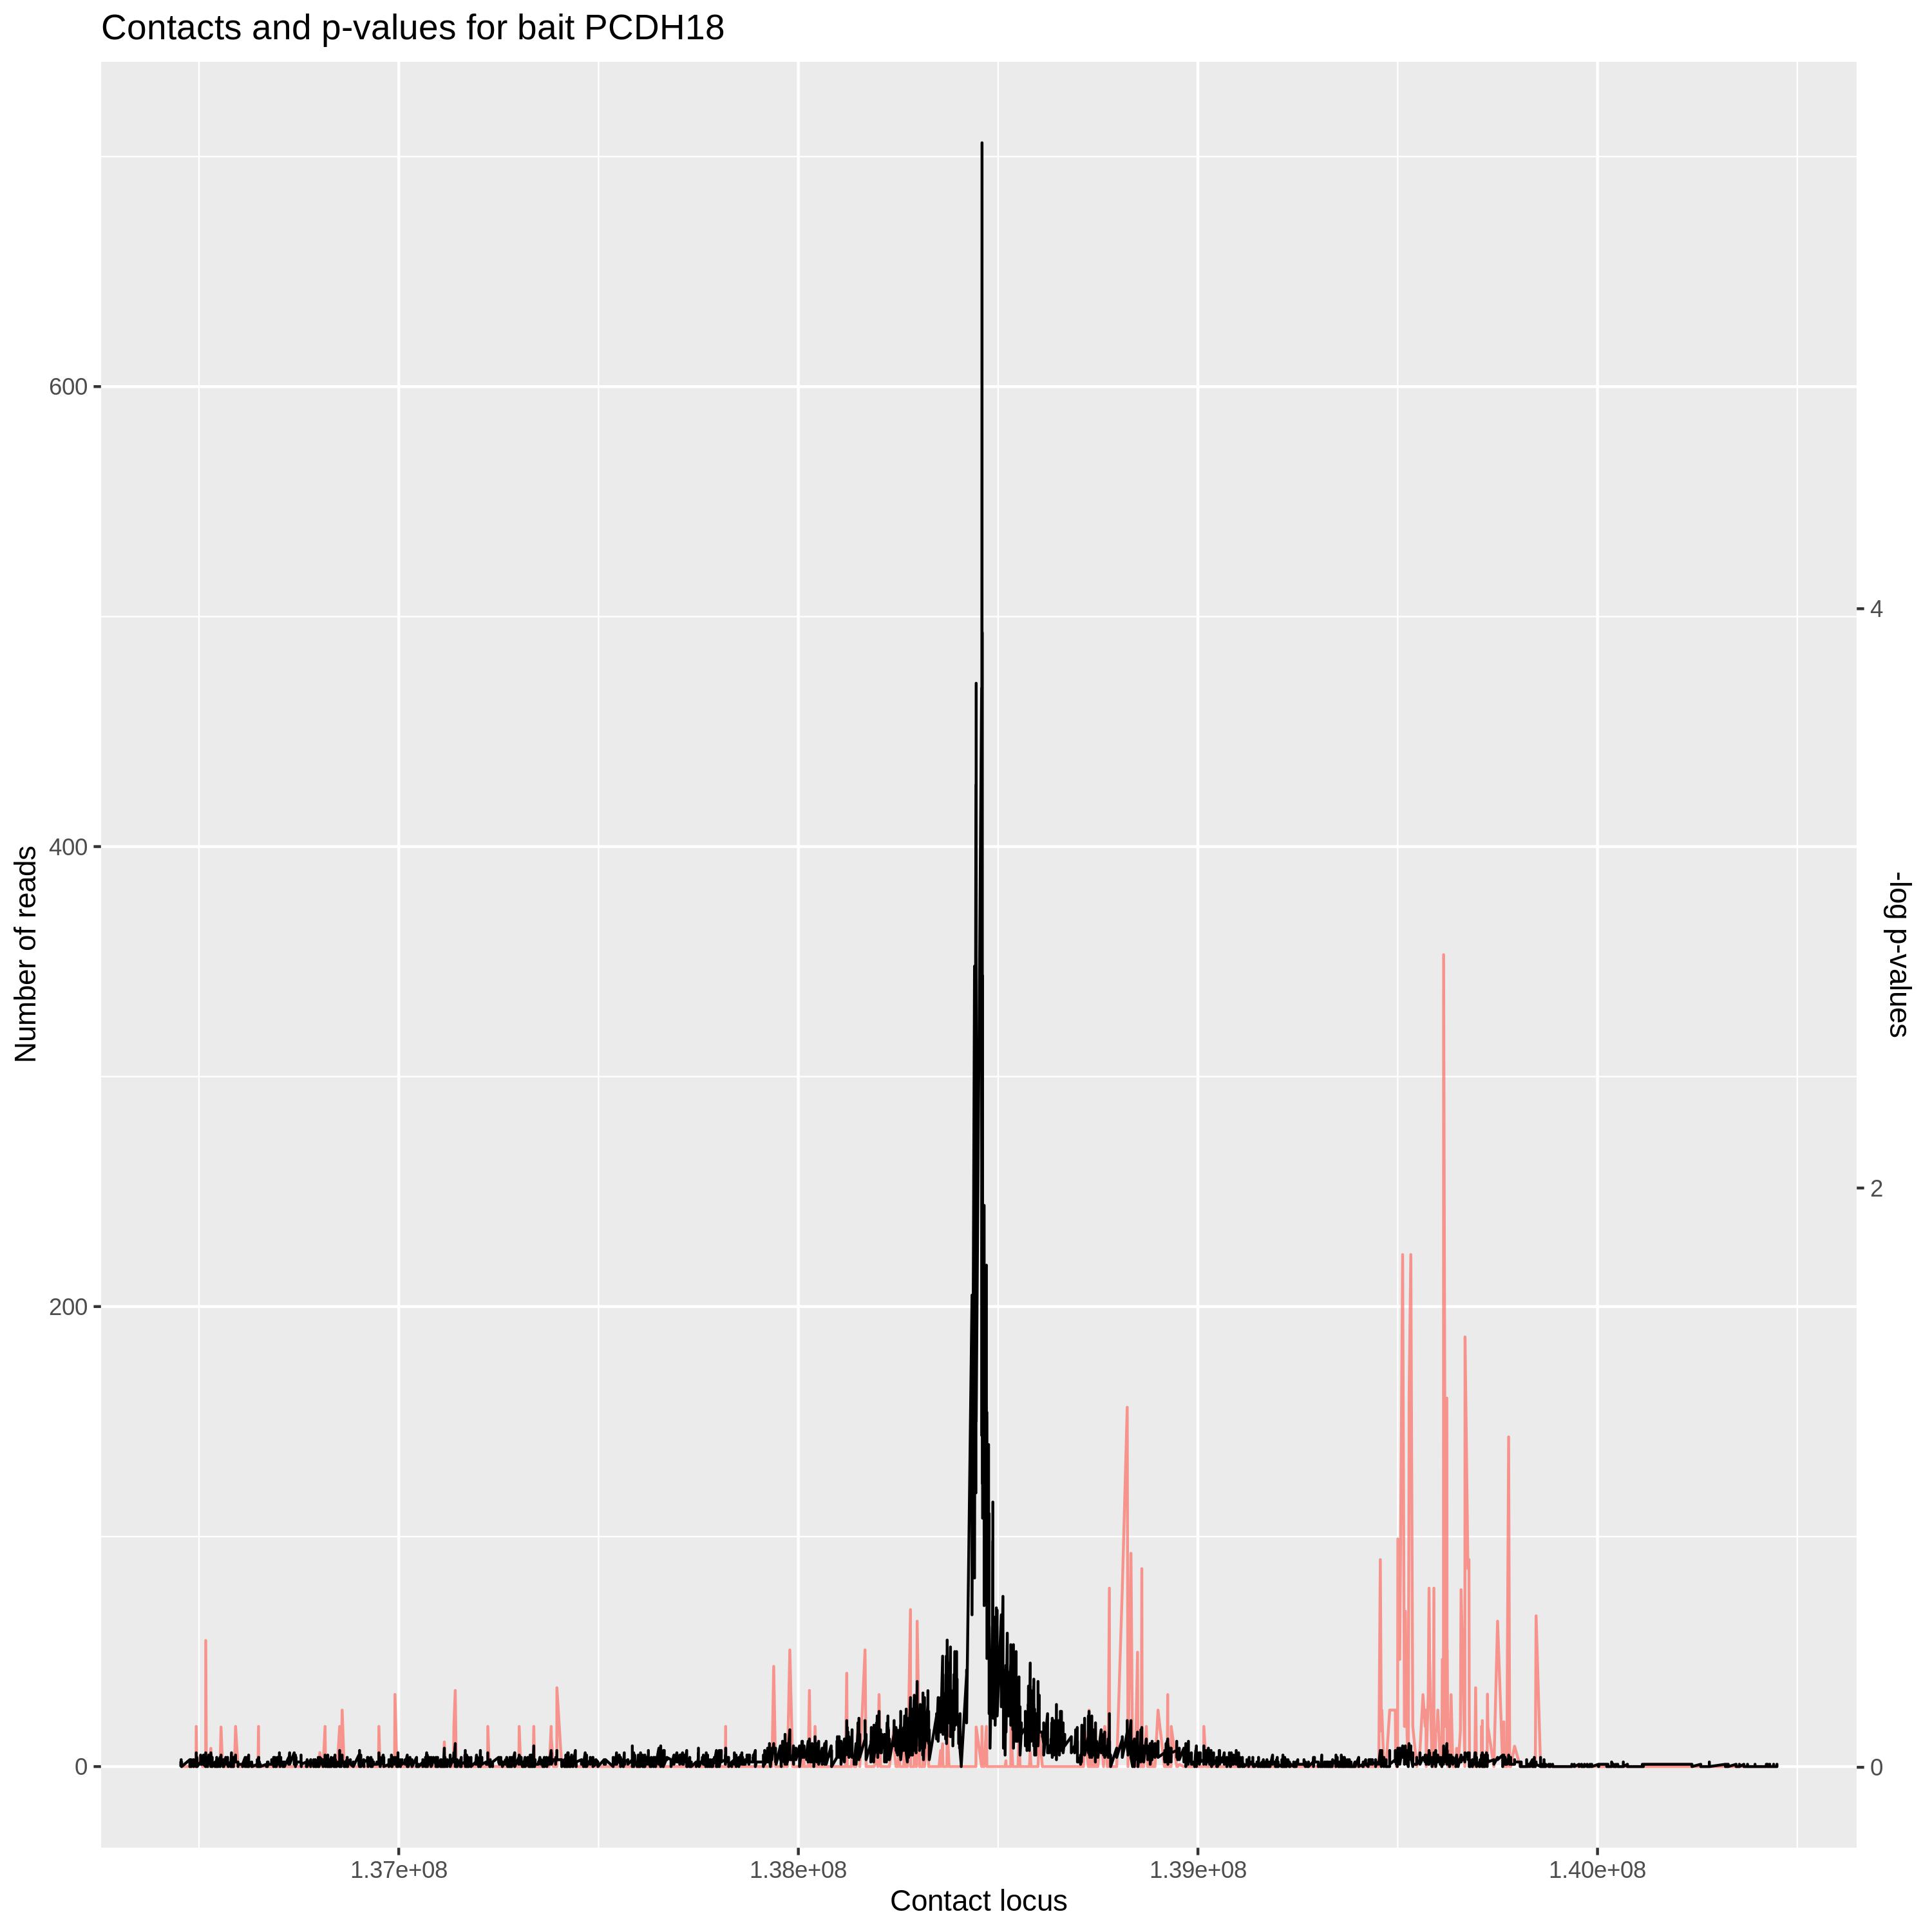 Contacts and p-values for bait PCDH18
Number of reads
600
400
200
0
-log p-values
4
2
0
1.37e+08
1.38e+08
1.39e+08
1.40e+08
Contact locus